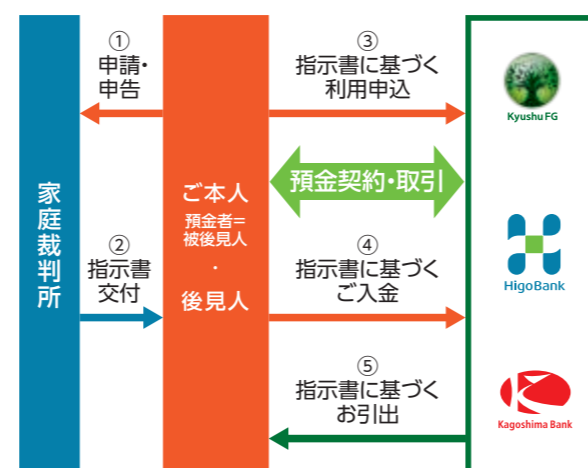 家庭裁判所
①
申請・
申告
②
指示書
交付
ご本人
預金者＝
被後見人
・
後見人
③
指示書に基づく
利用申込
預金契約・取引
④
指示書に基づく
ご入金
⑤
指示書に基づく
お引出
Kyushu FG
HigoBank
Kagoshima Bank